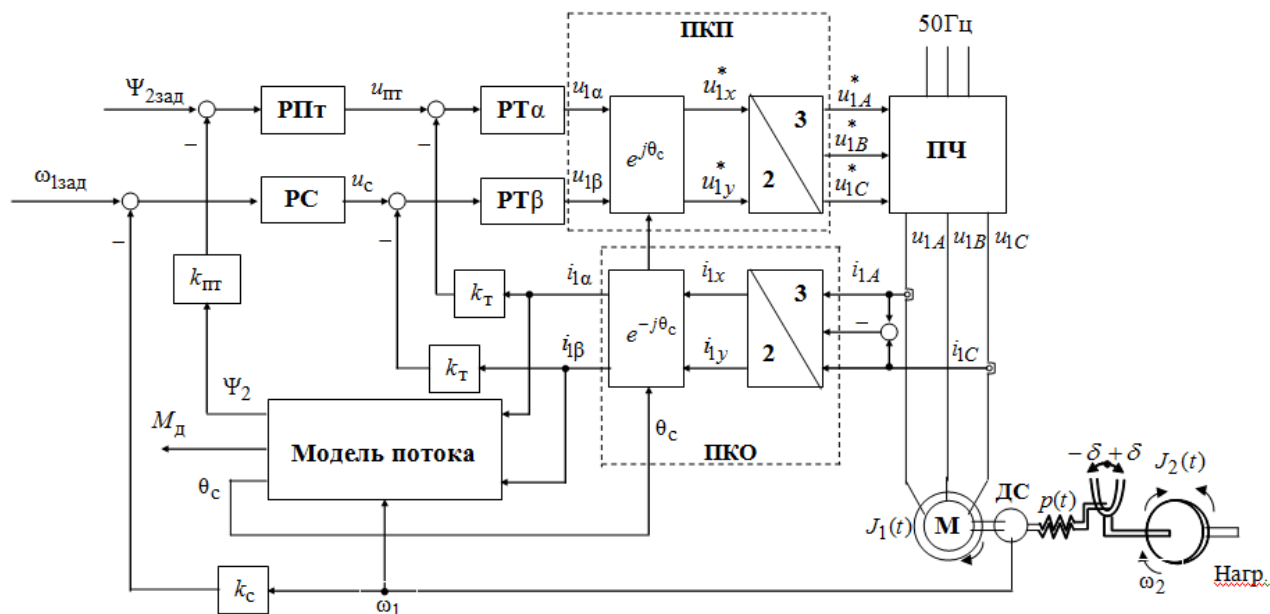 ПКП
50Гц
Ψ2зад
uпт
u1α
u*1x
u*1A
РПт
РТα
3
–
–
e^jθc
u*1B
ПЧ
ω1зад
uс
u1β
u*1y
2
u*1C
РС
РТβ
–
–
u1A
u1B
u1C
kпт
i1α
i1x
i1A
kт
3
–
e^−jθc
i1β
i1y
i1C
kт
2
Ψ2
Mд
θc
Модель потока
ПКО
θc
−δ
+δ
J2(t)
ДС
p(t)
J1(t)
М
ω2
Нагр.
kс
ω1